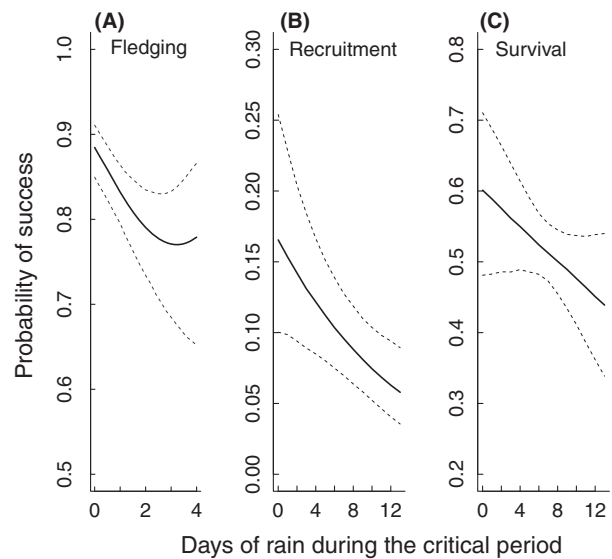 (A)
(B)
(C)
Fledging
Recruitment
Survival
Probability of success
1.0
0.9
0.8
0.7
0.6
0.5
0.30
0.25
0.20
0.15
0.10
0.05
0.00
0.8
0.7
0.6
0.5
0.4
0.3
0.2
0 2 4
0 4 8 12
0 4 8 12
Days of rain during the critical period